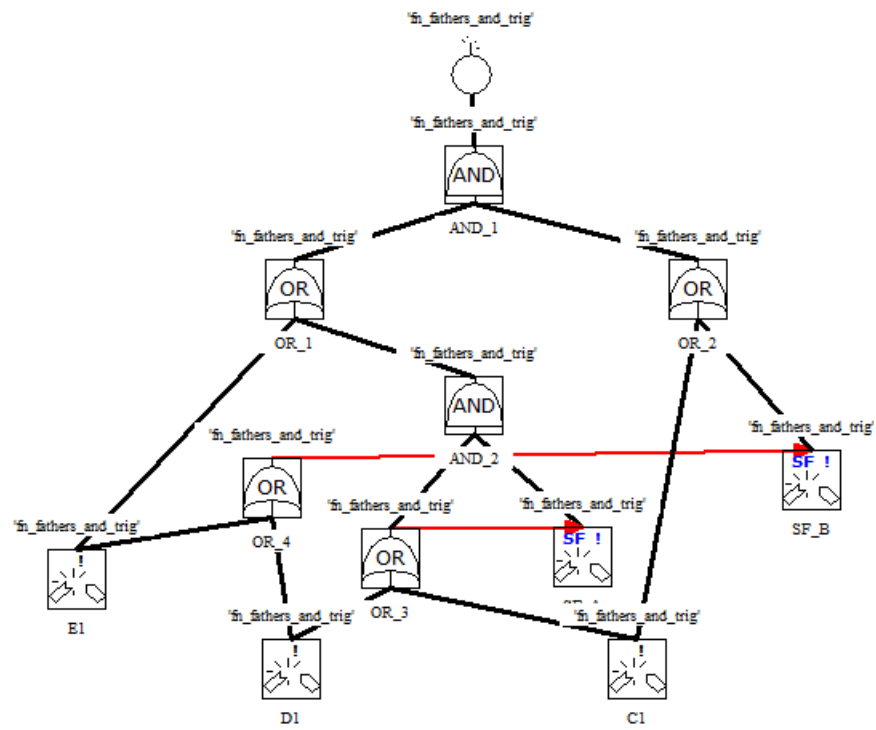 'fn_fathers_and_trig'
'fn_fathers_and_trig'
AND
AND_1
'fn_fathers_and_trig'
'fn_fathers_and_trig'
OR
OR
OR_1
OR_2
'fn_fathers_and_trig'
AND
'fn_fathers_and_trig'
'fn_fathers_and_trig'
AND_2
SF !
OR
SF_B
'fn_fathers_and_trig'
'fn_fathers_and_trig'
'fn_fathers_and_trig'
OR_4
OR
SF !
!
E1
OR_3
'fn_fathers_and_trig'
'fn_fathers_and_trig'
!
!
D1
C1